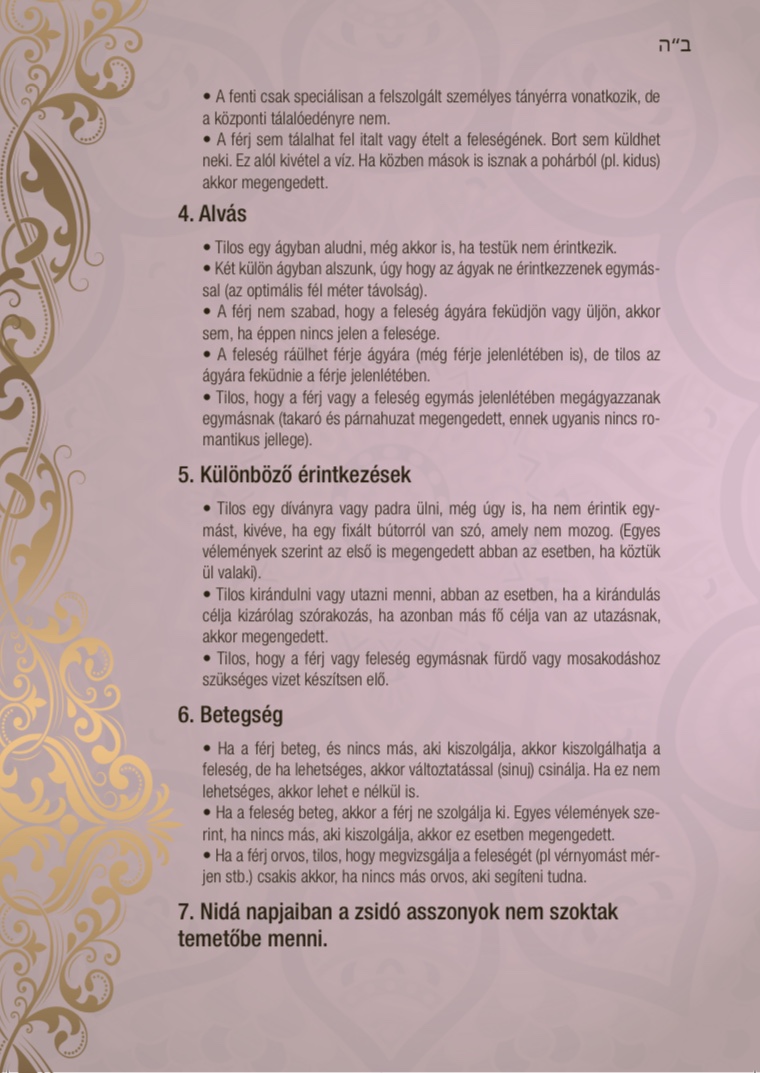 ב"ה
• A fenti csak speciálisan a felszolgált személyes tányérra vonatkozik, de
a központi tálalóedényre nem.
• A férj sem tálalhat fel italt vagy ételt a feleségének. Bort sem küldhet
neki. Ez alól kivétel a víz. Ha közben mások is isznak a pohárból (pl. kidus)
akkor megengedett.
4. Alvás
• Tilos egy ágyban aludni, még akkor is, ha testük nem érintkezik.
• Két külön ágyban alszunk, úgy hogy az ágyak ne érintkezzenek egymás-
sal (az optimális fél méter távolság).
• A férj nem szabad, hogy a feleség ágyára feküdjön vagy üljön, akkor
sem, ha éppen nincs jelen a felesége.
• A feleség ráülhet férje ágyára (még férje jelenlétében is), de tilos az
ágyára feküdnie a férje jelenlétében.
• Tilos, hogy a férj vagy a feleség egymás jelenlétében megágyazzanak
egymásnak (takaró és párnahuzat megengedett, ennek ugyanis nincs ro-
mantikus jellege).
5. Különböző érintkezések
• Tilos egy díványra vagy padra ülni, még úgy is, ha nem érintik egy-
mást, kivéve, ha egy fixált bútorról van szó, amely nem mozog. (Egyes
vélemények szerint az első is megengedett abban az esetben, ha köztük
ül valaki).
• Tilos kirándulni vagy utazni menni, abban az esetben, ha a kirándulás
célja kizárólag szórakozás, ha azonban más fő célja van az utazásnak,
akkor megengedett.
• Tilos, hogy a férj vagy feleség egymásnak fürdő vagy mosakodáshoz
szükséges vizet készítsen elő.
6. Betegség
• Ha a férj beteg, és nincs más, aki kiszolgálja, akkor kiszolgálhatja a
feleség, de ha lehetséges, akkor változtatással (sinuj) csinálja. Ha ez nem
lehetséges, akkor lehet e nélkül is.
• Ha a feleség beteg, akkor a férj ne szolgálja ki. Egyes vélemények sze-
rint, ha nincs más, aki kiszolgálja, akkor ez esetben megengedett.
• Ha a férj orvos, tilos, hogy megvizsgálja a feleségét (pl vérnyomást mér-
jen stb.) csakis akkor, ha nincs más orvos, aki segíteni tudna.
7. Nidá napjaiban a zsidó asszonyok nem szoktak
temetőbe menni.